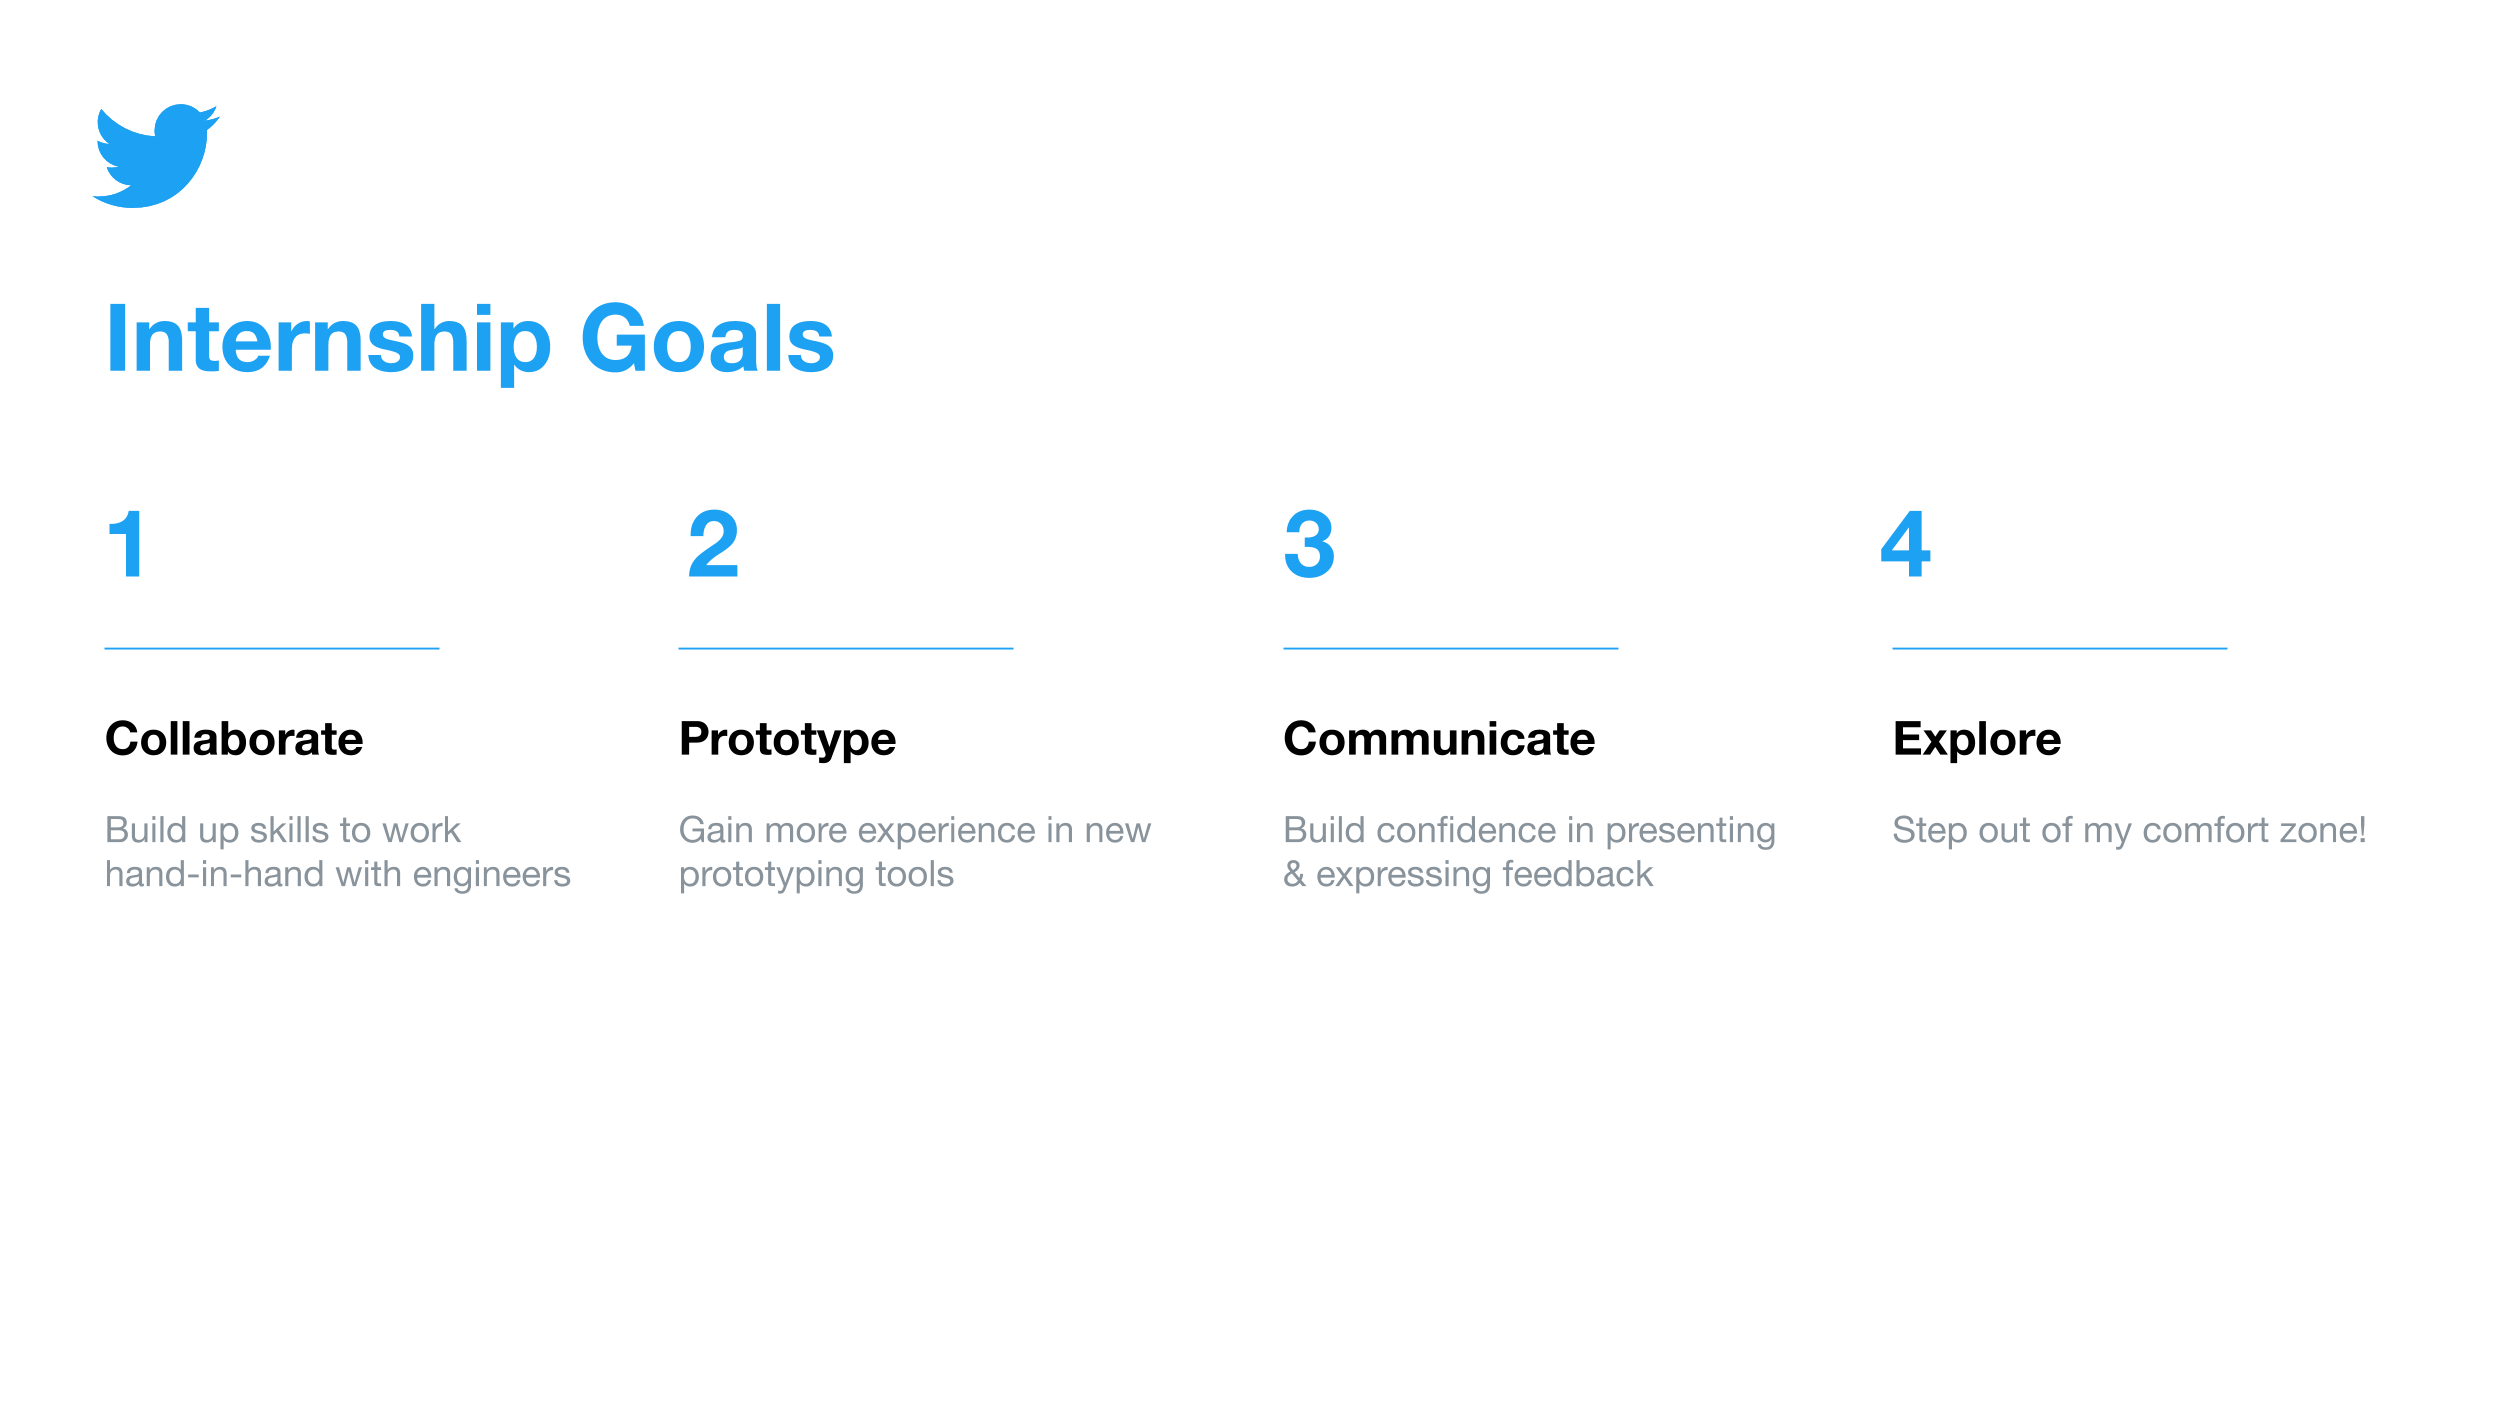 Internship Goals
1
Collaborate
Build up skills to work
hand-in-hand with engineers
2
Prototype
Gain more experience in new
prototyping tools
3
Communicate
Build confidence in presenting
& expressing feedback
4
Explore
Step out of my comfort zone!